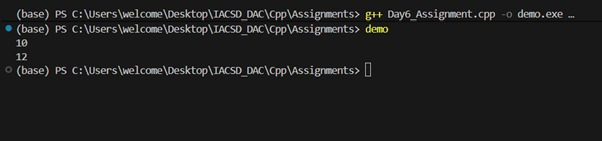 (base) PS C:\Users\welcome\Desktop\IACSD_DAC\Cpp\Assignments> g++ Day6_Assignment.cpp -o demo.exe …
(base) PS C:\Users\welcome\Desktop\IACSD_DAC\Cpp\Assignments> demo
10
12
(base) PS C:\Users\welcome\Desktop\IACSD_DAC\Cpp\Assignments>